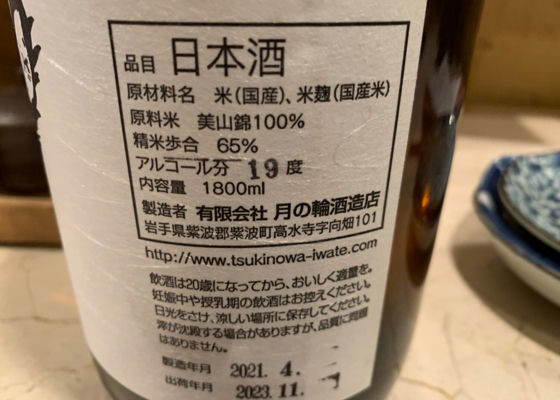 品目 日本酒
原材料名 米(国産)、米麹(国産米)
原料米 美山錦100%
精米歩合 65%
アルコール分 19度
内容量 1800ml
製造者 有限会社 月の輪酒造店
岩手県紫波郡紫波町高水寺字向畑101
http://www.tsukinowa-iwate.com
飲酒は20歳になってから、おいしく適量を。
妊娠中や授乳期の飲酒はお控えください。
日光をさけ、涼しい場所に保存してください。
滓が沈殿する場合がありますが、品質に問題
はありません。
製造年月 2021.4.
出荷年月 2023.11.